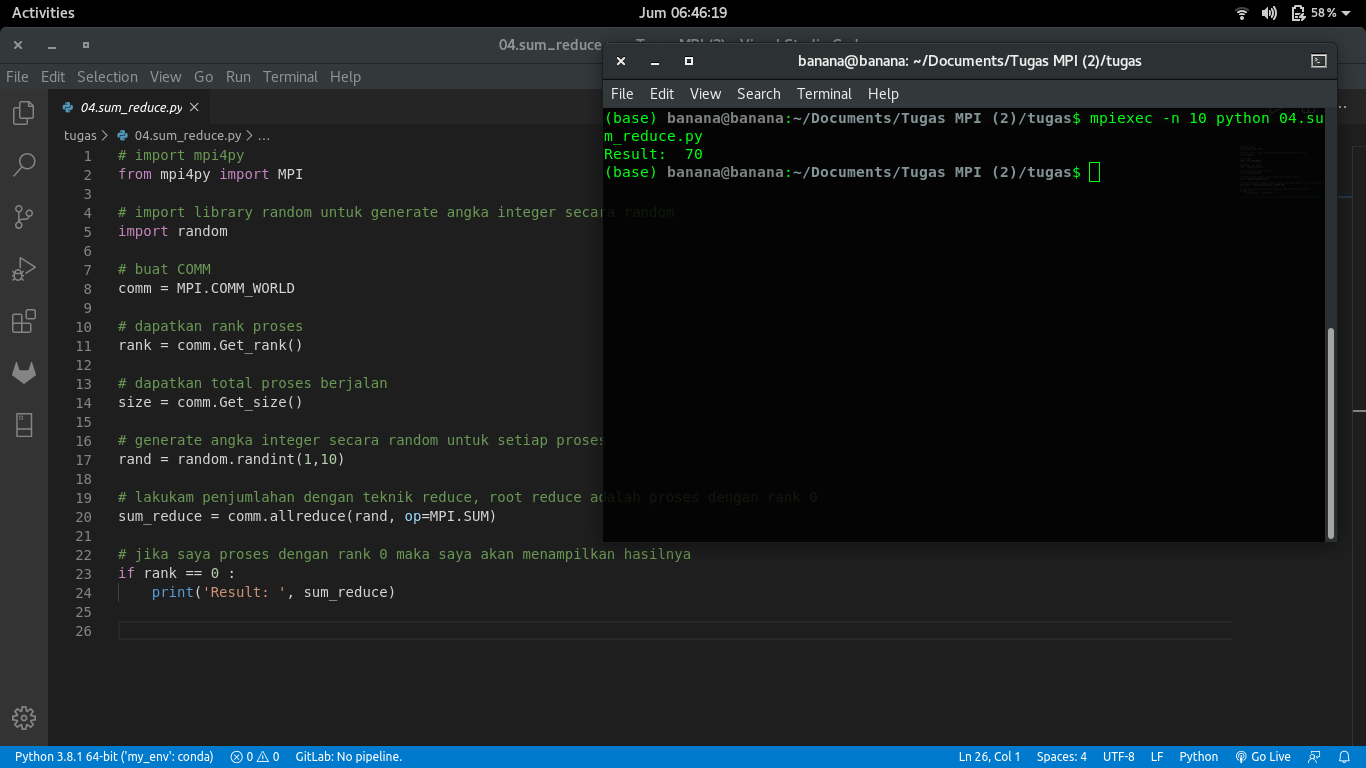 Activities
Jum 06:46:19
58%
04.sum_reduce
File Edit Selection View Go Run Terminal Help
04.sum_reduce.py
tugas > 04.sum_reduce.py > ...
1 # import mpi4py
2 from mpi4py import MPI
3
4 # import library random untuk generate angka integer secara random
5 import random
6
7 # buat COMM
8 comm = MPI.COMM_WORLD
9
10 # dapatkan rank proses
11 rank = comm.Get_rank()
12
13 # dapatkan total proses berjalan
14 size = comm.Get_size()
15
16 # generate angka integer secara random untuk setiap proses
17 rand = random.randint(1,10)
18
19 # lakukam penjumlahan dengan teknik reduce, root reduce adalah proses dengan rank 0
20 sum_reduce = comm.allreduce(rand, op=MPI.SUM)
21
22 # jika saya proses dengan rank 0 maka saya akan menampilkan hasilnya
23 if rank == 0 :
24     print('Result: ', sum_reduce)
25
26
banana@banana: ~/Documents/Tugas MPI (2)/tugas
File Edit View Search Terminal Help
(base) banana@banana:~/Documents/Tugas MPI (2)/tugas$ mpiexec -n 10 python 04.su
m_reduce.py
Result:  70
(base) banana@banana:~/Documents/Tugas MPI (2)/tugas$
Python 3.8.1 64-bit ('my_env': conda) 0 0 GitLab: No pipeline. Ln 26, Col 1 Spaces: 4 UTF-8 LF Python Go Live